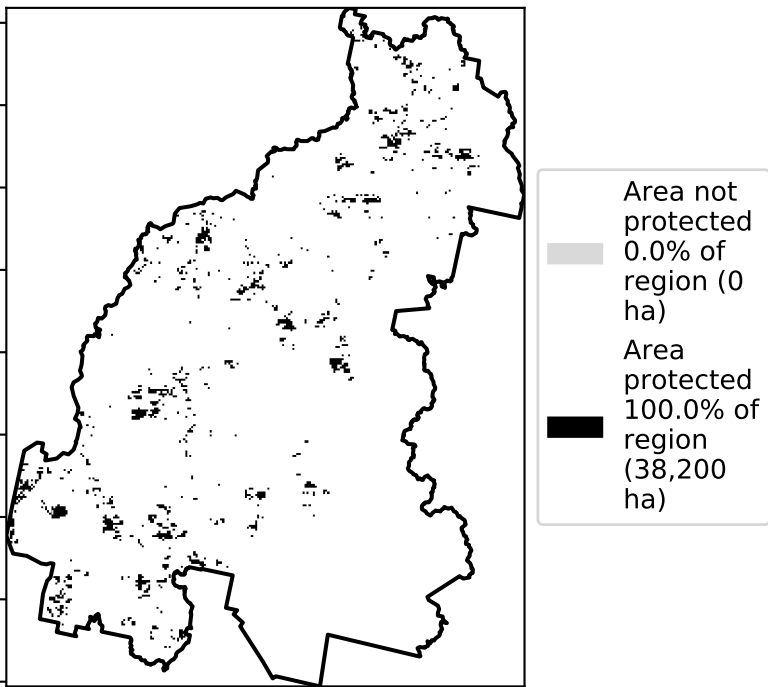 Area not
protected
0.0% of
region (0
ha)
Area
protected
100.0% of
region
(38,200
ha)